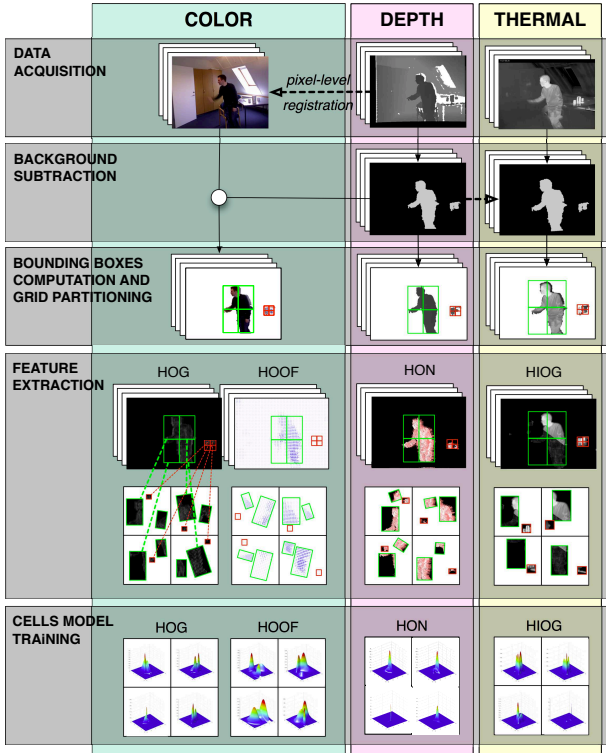 COLOR
DEPTH
THERMAL
DATA
ACQUISITION
pixel-level
registration
BACKGROUND
SUBTRACTION
BOUNDING BOXES
COMPUTATION AND
GRID PARTITIONING
FEATURE
EXTRACTION
HOG
HOOF
HON
HIOG
CELLS MODEL
TRAiNING
HOG
HOOF
HON
HIOG